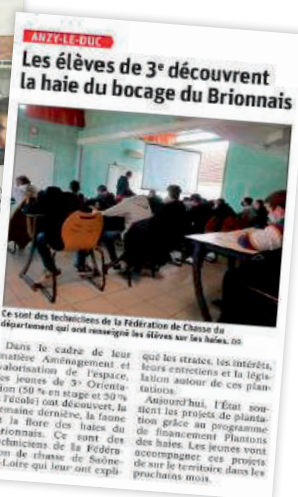 ANZY-LE-DUC
Les élèves de 3e découvrent
la haie du bocage du Brionnais
Ce sont des techniciens de la Fédération de Chasse du
département qui ont renseigné les élèves sur les haies. DR
Dans le cadre de leur
matière Aménagement et
valorisation de l'espace,
les jeunes de 3e Orienta-
tion (50 % en stage et 50 %
à l'école) ont découvert, la
semaine dernière, la faune
et la flore des haies du
Brionnais. Ce sont des
techniciens de la Fédéra-
tion de chasse de Saône-
et-Loire qui leur ont expli-
qué les strates, les intérêts,
leurs entretiens et la législ-
lation autour de ces plan-
tations.
Aujourd'hui, l'État sou-
tient les projets de planta-
tion grâce au programme
de financement Plantons
des haies. Les jeunes vont
accompagner ces projets
de sur le territoire dans les
prochains mois.